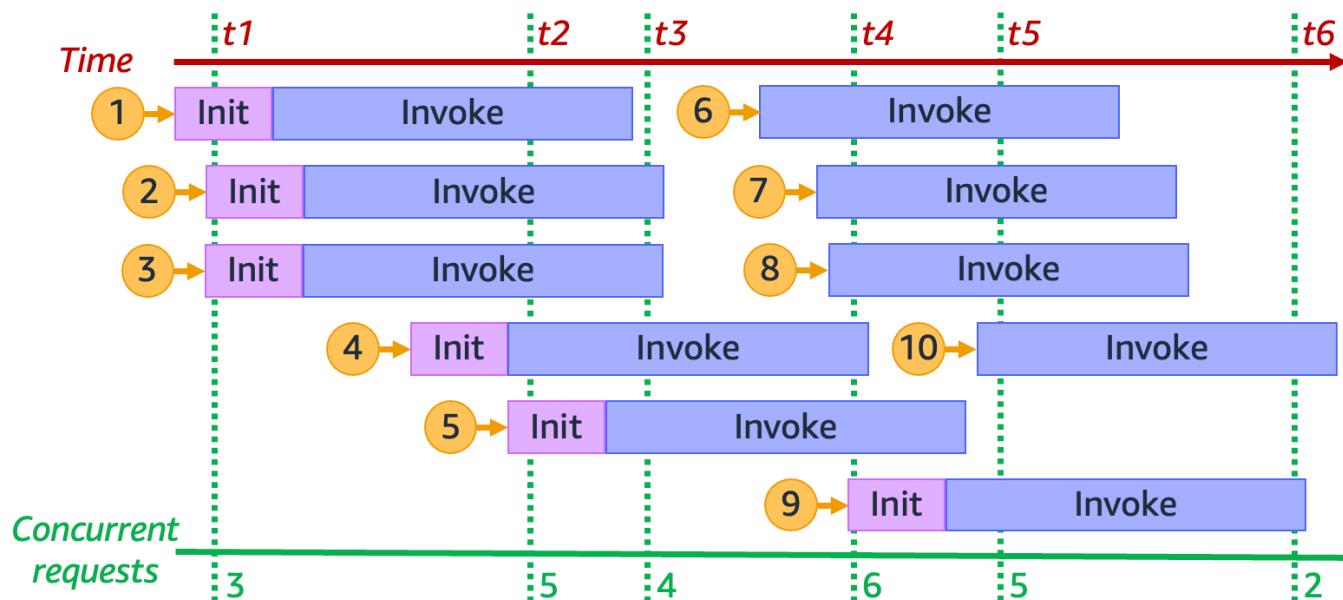 t1 t2 t3 t4 t5 t6
Time
1 Init Invoke 6 Invoke
2 Init Invoke 7 Invoke
3 Init Invoke 8 Invoke
4 Init Invoke 10 Invoke
5 Init Invoke
9 Init Invoke
Concurrent
requests
3 5 4 6 5 2